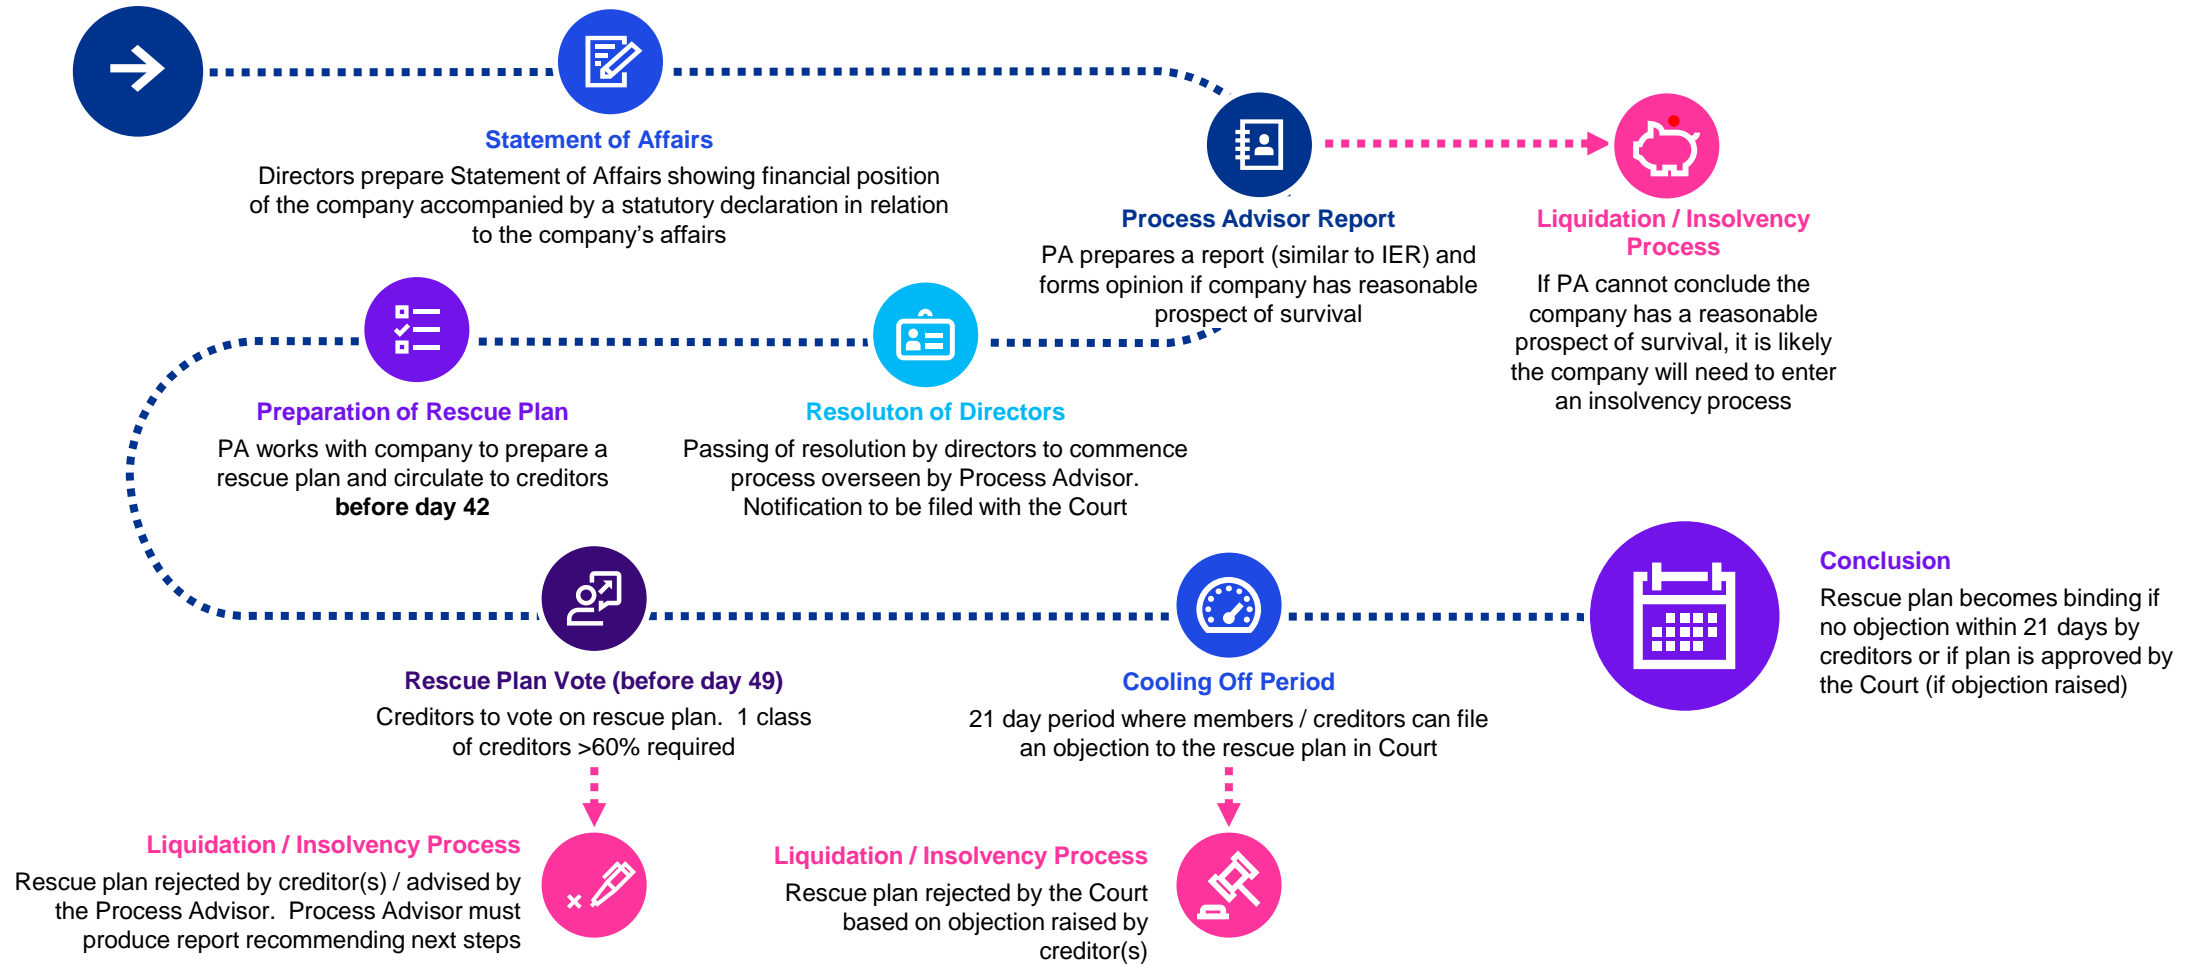 Statement of Affairs
Directors prepare Statement of Affairs showing financial position
of the company accompanied by a statutory declaration in relation
to the company’s affairs
Process Advisor Report
PA prepares a report (similar to IER) and
forms opinion if company has reasonable
prospect of survival
Liquidation / Insolvency
Process
If PA cannot conclude the
company has a reasonable
prospect of survival, it is likely
the company will need to enter
an insolvency process
Resoluton of Directors
Passing of resolution by directors to commence
process overseen by Process Advisor.
Notification to be filed with the Court
Preparation of Rescue Plan
PA works with company to prepare a
rescue plan and circulate to creditors
before day 42
Rescue Plan Vote (before day 49)
Creditors to vote on rescue plan.  1 class
of creditors >60% required
Liquidation / Insolvency Process
Rescue plan rejected by creditor(s) / advised by
the Process Advisor.  Process Advisor must
produce report recommending next steps
Cooling Off Period
21 day period where members / creditors can file
an objection to the rescue plan in Court
Liquidation / Insolvency Process
Rescue plan rejected by the Court
based on objection raised by
creditor(s)
Conclusion
Rescue plan becomes binding if
no objection within 21 days by
creditors or if plan is approved by
the Court (if objection raised)